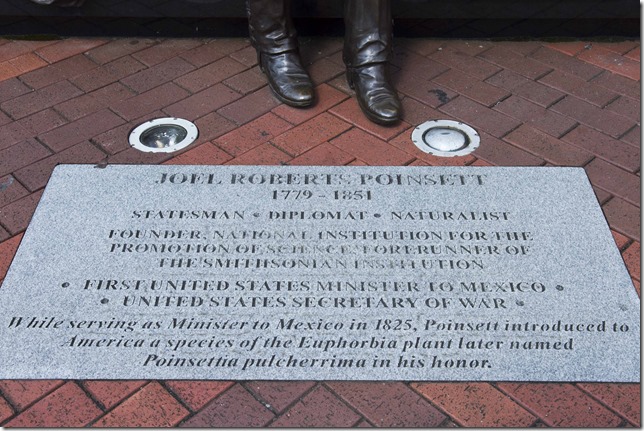 JOEL ROBERTS POINSETT
1779 - 1851
STATESMAN • DIPLOMAT • NATURALIST
FOUNDER, NATIONAL INSTITUTION FOR THE
PROMOTION OF SCIENCE, FORERUNNER OF
THE SMITHSONIAN INSTITUTION
• FIRST UNITED STATES MINISTER TO MEXICO •
• UNITED STATES SECRETARY OF WAR •
While serving as Minister to Mexico in 1825, Poinsett introduced to
America a species of the Euphorbia plant later named
Poinsettia pulcherrima in his honor.